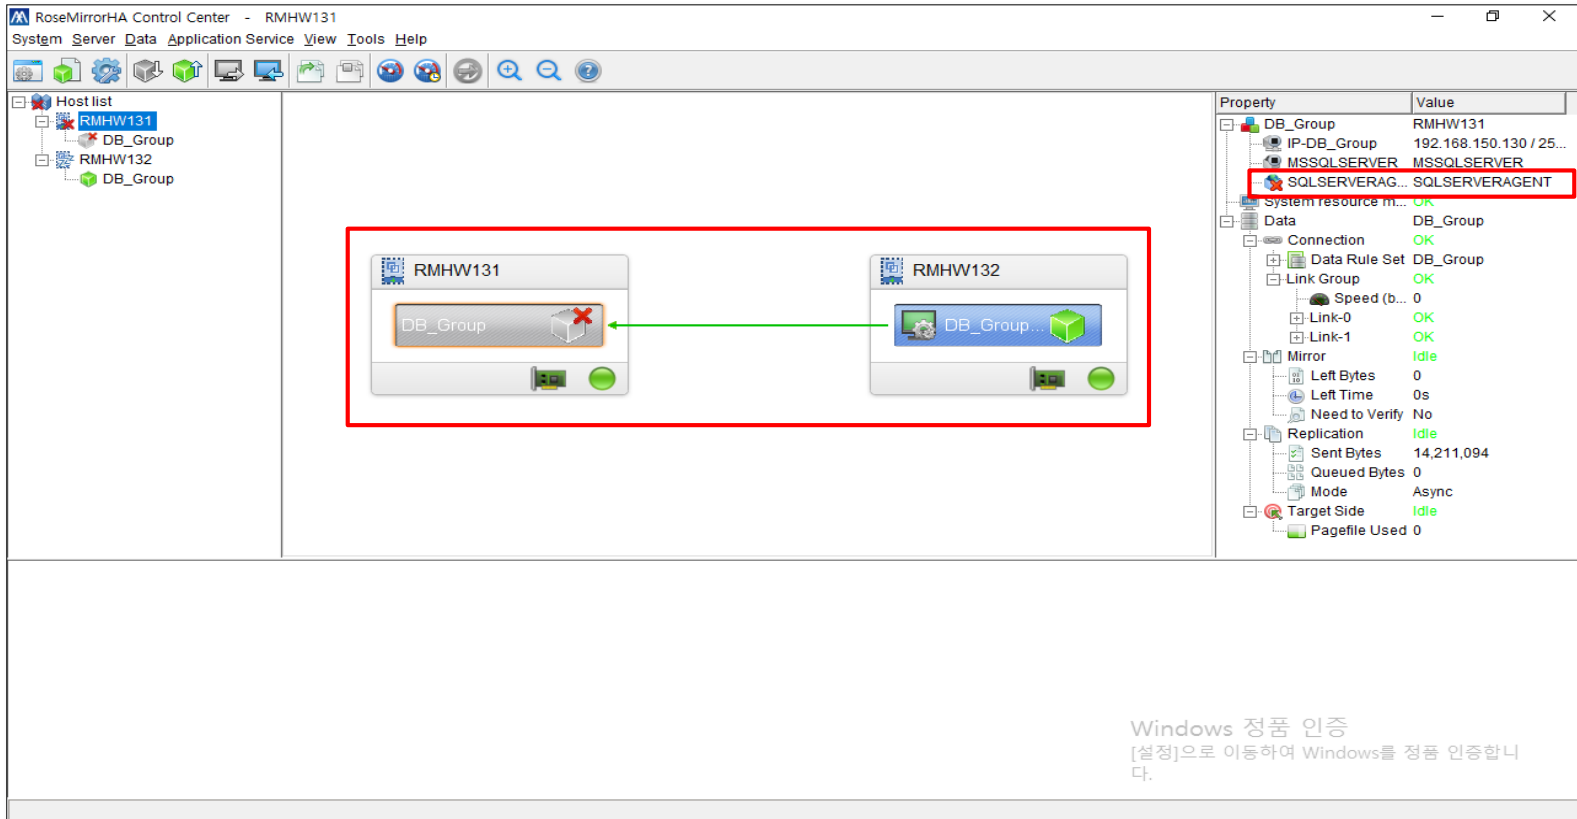 RoseMirrorHA Control Center - RMHW131
System Server Data Application Service View Tools Help
Host list
RMHW131
DB_Group
RMHW132
DB_Group
RMHW131
DB_Group
RMHW132
DB_Group...
Property Value
DB_Group RMHW131
IP-DB_Group 192.168.150.130 / 25...
MSSQLSERVER MSSQLSERVER
SQLSERVERAG... SQLSERVERAGENT
System resource m... OK
Data DB_Group
Connection OK
Data Rule Set DB_Group
Link Group OK
Speed (b... 0
Link-0 OK
Link-1 OK
Mirror Idle
Left Bytes 0
Left Time 0s
Need to Verify No
Replication Idle
Sent Bytes 14,211,094
Queued Bytes 0
Mode Async
Target Side Idle
Pagefile Used 0
Windows 정품 인증
[설정]으로 이동하여 Windows를 정품 인증합니
다.